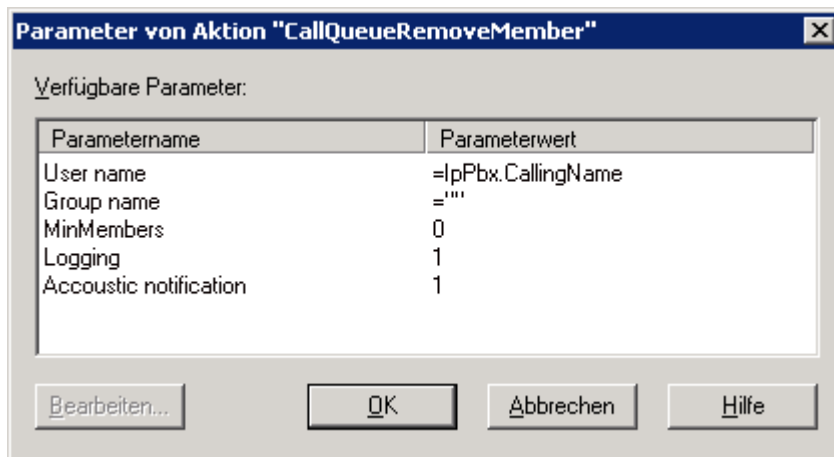 Parameter von Aktion "CallQueueRemoveMember"
Verfügbare Parameter:
Parametername Parameterwert
User name =IpPbx.CallingName
Group name =""
MinMembers 0
Logging 1
Accoustic notification 1
Bearbeiten... OK Abbrechen Hilfe